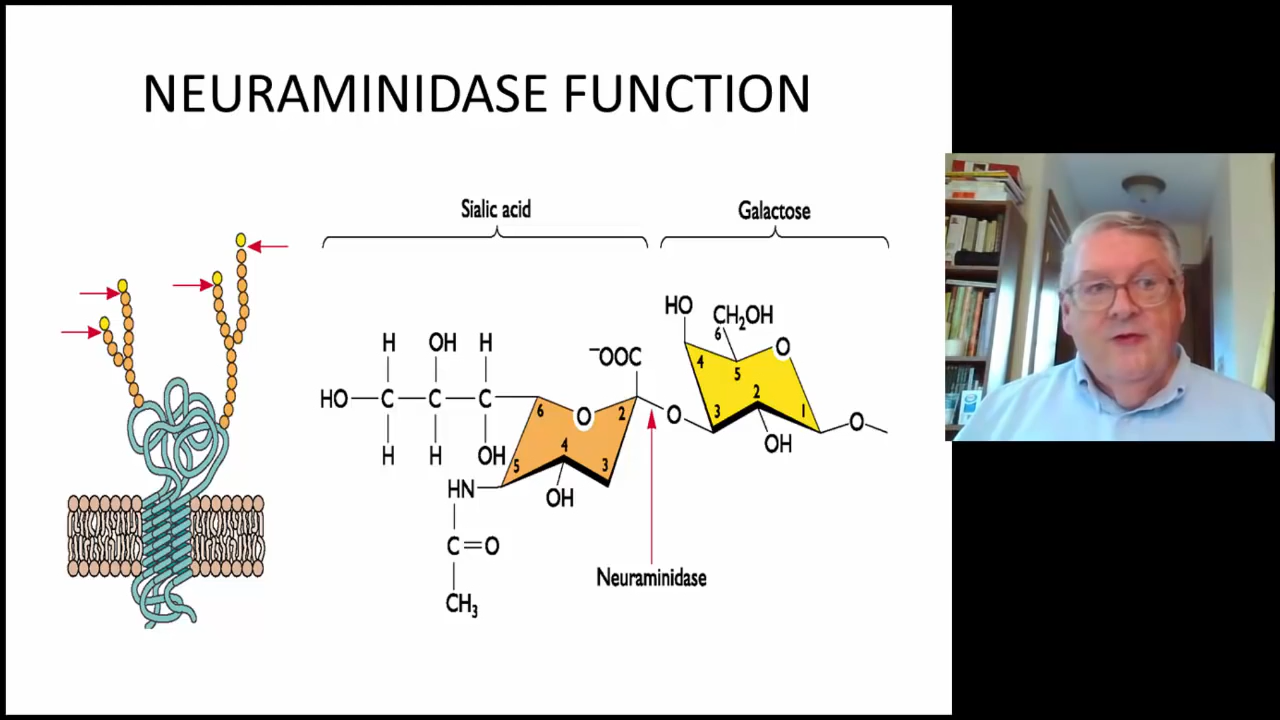 NEURAMINIDASE FUNCTION
Sialic acid
Galactose
HO
CH₂OH
6
H OH H
⁻OOC
O
4
5
HO C C C
6
O
2
O
3
2
1
O
H H OH
5
4
3
OH
HN
OH
C=O
Neuraminidase
CH₃